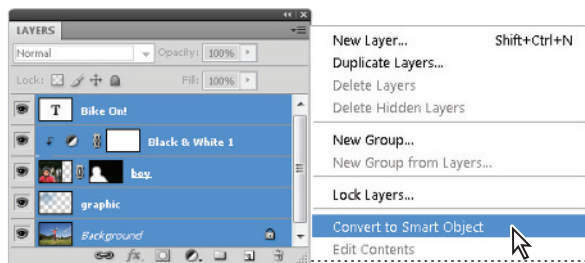 LAYERS
Normal Opacity: 100%
Lock: Fill: 100%
T Bike On!
Black & White 1
boy
graphic
Background
fx
New Layer... Shift+Ctrl+N
Duplicate Layers...
Delete Layers
Delete Hidden Layers
New Group...
New Group from Layers...
Lock Layers...
Convert to Smart Object
Edit Contents